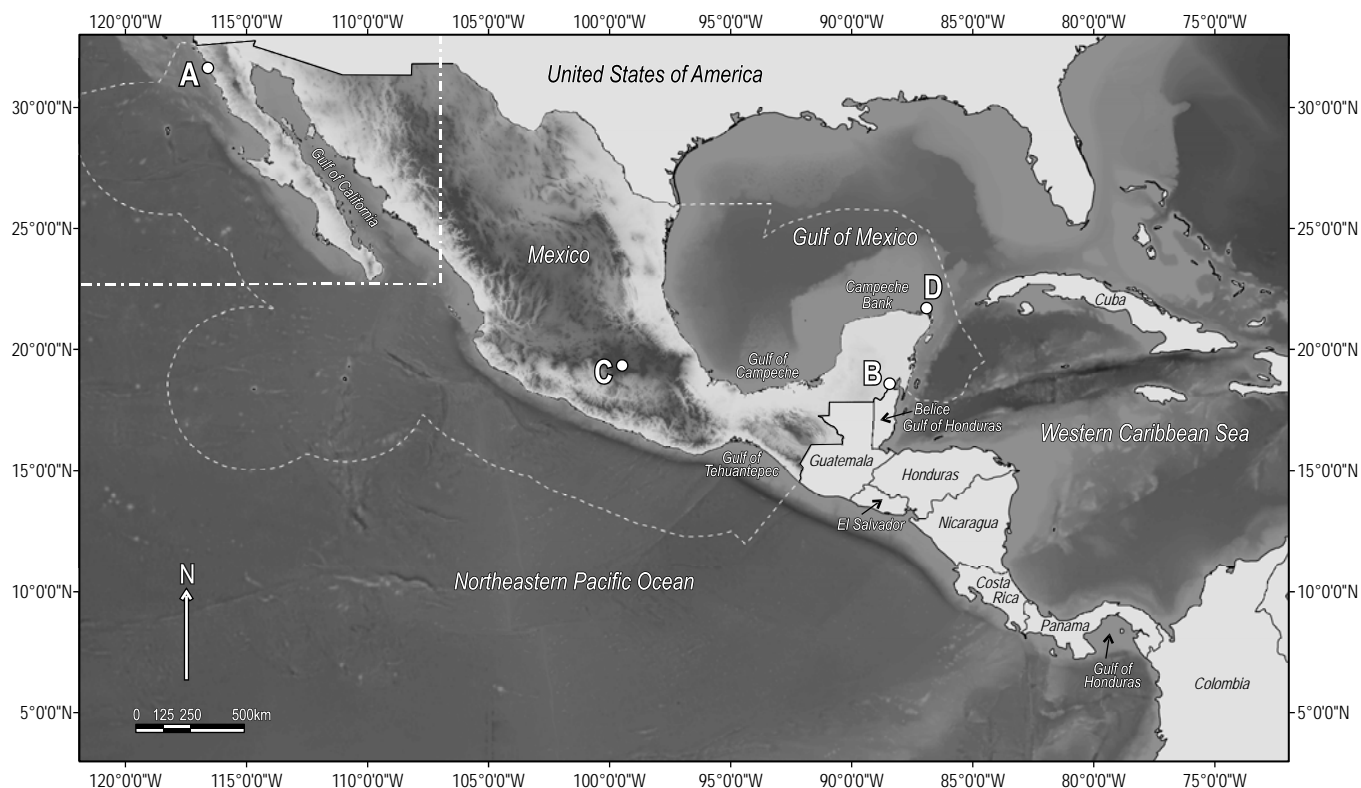 120°0'0"W 115°0'0"W 110°0'0"W 105°0'0"W 100°0'0"W 95°0'0"W 90°0'0"W 85°0'0"W 80°0'0"W 75°0'0"W
A
United States of America
30°0'0"N
30°0'0"N
Gulf of California
25°0'0"N
25°0'0"N
Mexico
Gulf of Mexico
D
Campeche
Bank
Cuba
20°0'0"N
20°0'0"N
C
Gulf of
Campeche
B
Belice
Gulf of Honduras
Western Caribbean Sea
15°0'0"N
15°0'0"N
Gulf of
Tehuantepec
Guatemala
Honduras
El Salvador
Nicaragua
N
Northeastern Pacific Ocean
10°0'0"N
10°0'0"N
Costa
Rica
Panama
Gulf of
Honduras
Colombia
0 125 250 500km
5°0'0"N
5°0'0"N
120°0'0"W 115°0'0"W 110°0'0"W 105°0'0"W 100°0'0"W 95°0'0"W 90°0'0"W 85°0'0"W 80°0'0"W 75°0'0"W